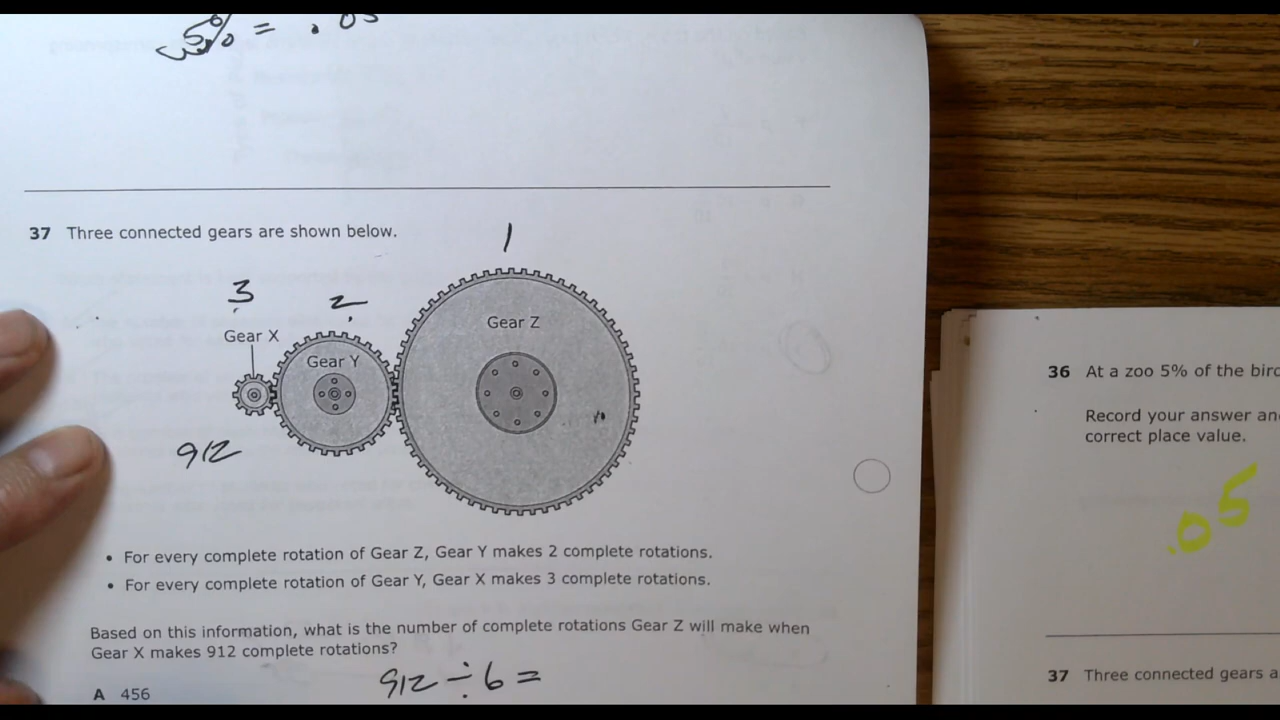 5% = .05
37 Three connected gears are shown below.
1
3
2
Gear X
Gear Y
Gear Z
912
• For every complete rotation of Gear Z, Gear Y makes 2 complete rotations.
• For every complete rotation of Gear Y, Gear X makes 3 complete rotations.
Based on this information, what is the number of complete rotations Gear Z will make when
Gear X makes 912 complete rotations?
912 ÷ 6 =
A 456
36 At a zoo 5% of the bird
Record your answer an
correct place value.
.05
37 Three connected gears a